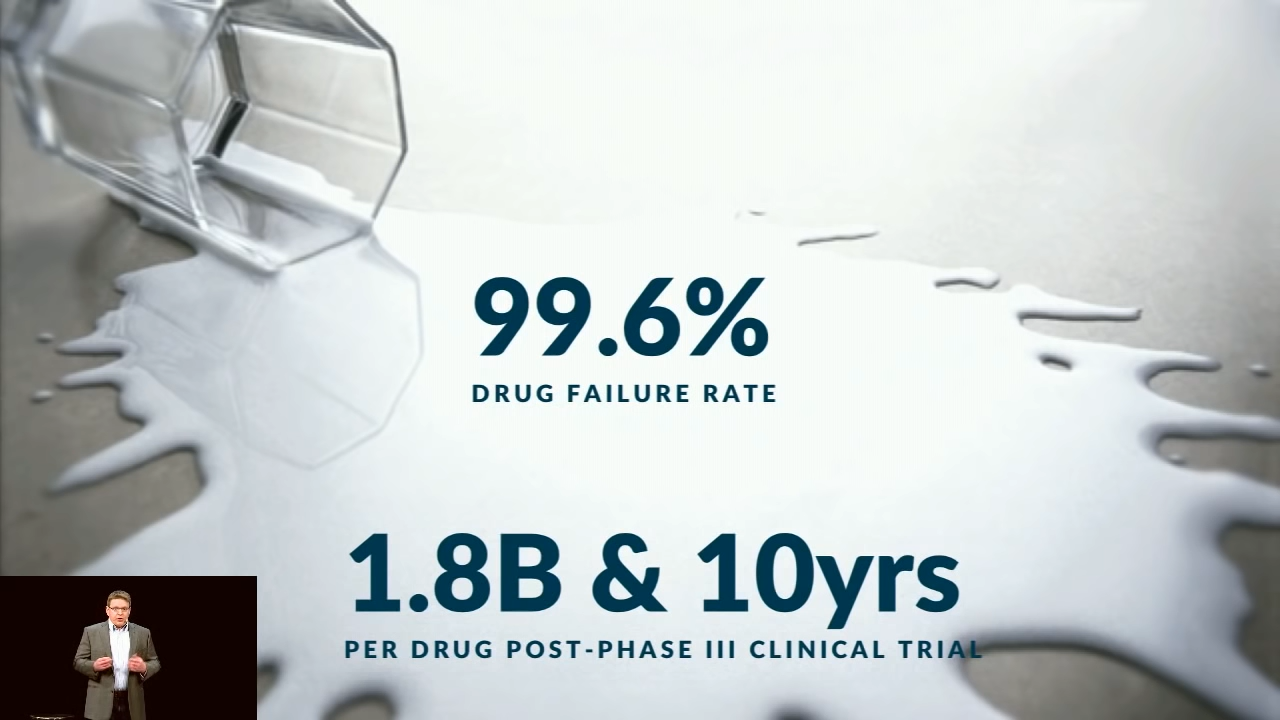 99.6%
DRUG FAILURE RATE
1.8B & 10yrs
PER DRUG POST-PHASE III CLINICAL TRIAL